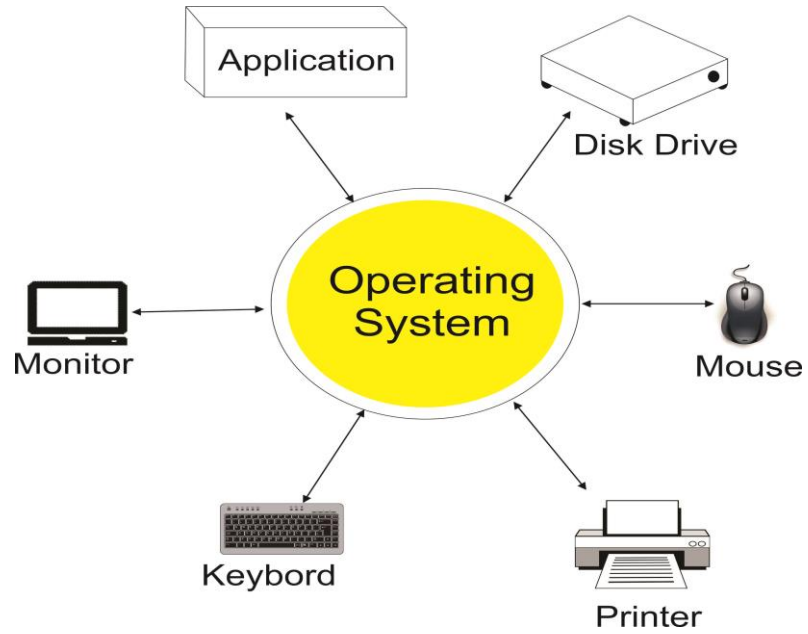 Application
Disk Drive
Operating
System
Monitor
Mouse
Keybord
Printer